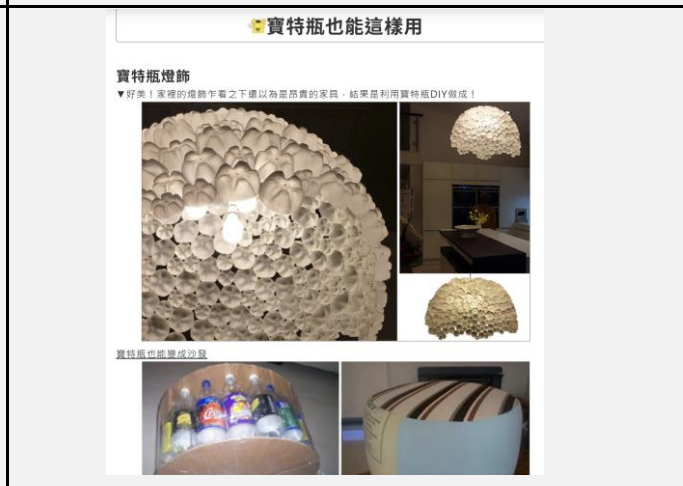 寶特瓶也能這樣用
寶特瓶燈飾
▼好美！家裡的燈飾乍看之下還以為是昂貴的家具，結果是利用寶特瓶DIY做成！
寶特瓶也能變成沙發